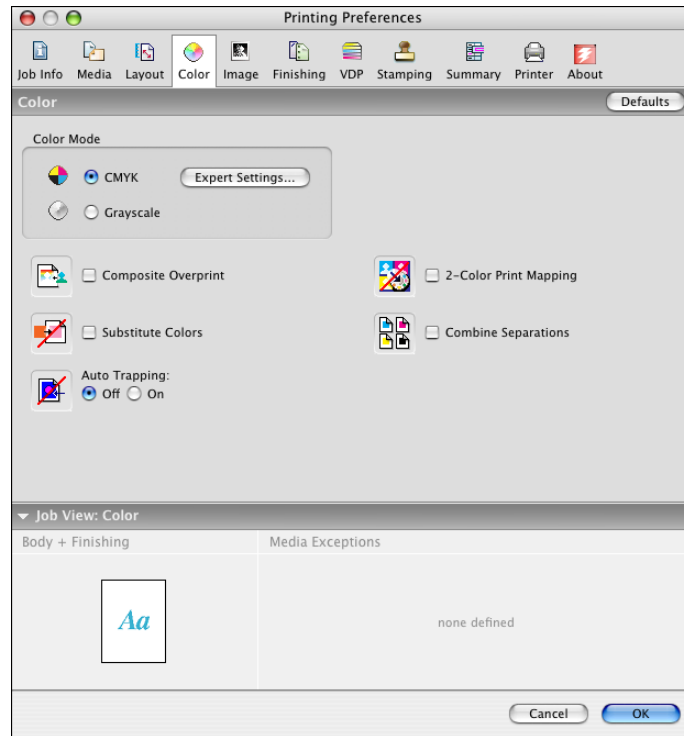 Printing Preferences
Job Info Media Layout Color Image Finishing VDP Stamping Summary Printer About
Color Defaults
Color Mode
CMYK Expert Settings...
Grayscale
Composite Overprint 2-Color Print Mapping
Substitute Colors Combine Separations
Auto Trapping:
Off On
Job View: Color
Body + Finishing Media Exceptions
Aa none defined
Cancel OK